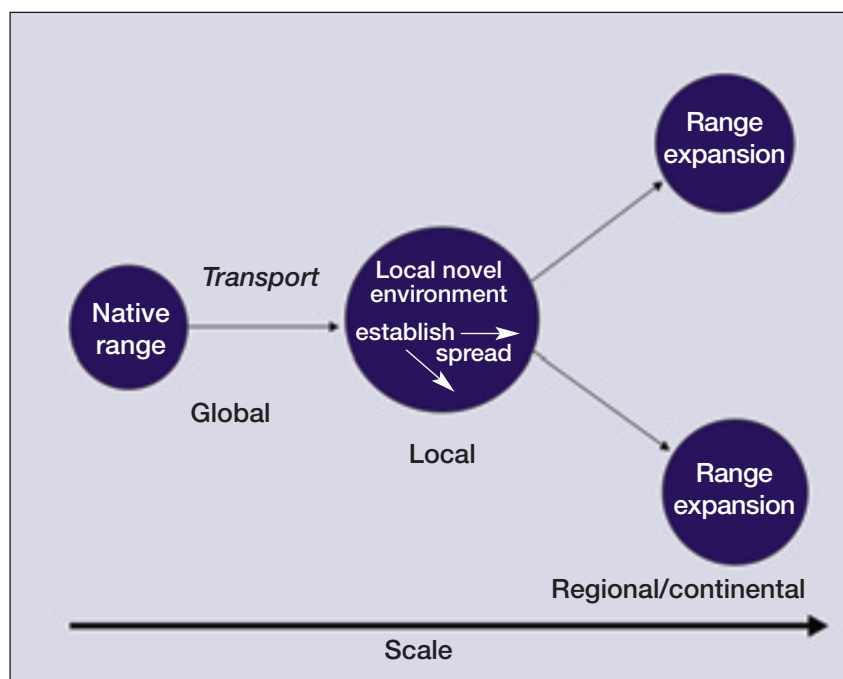 Range
expansion
Transport
Local novel
environment
Native
range
establish
spread
Global
Local
Range
expansion
Regional/continental
Scale